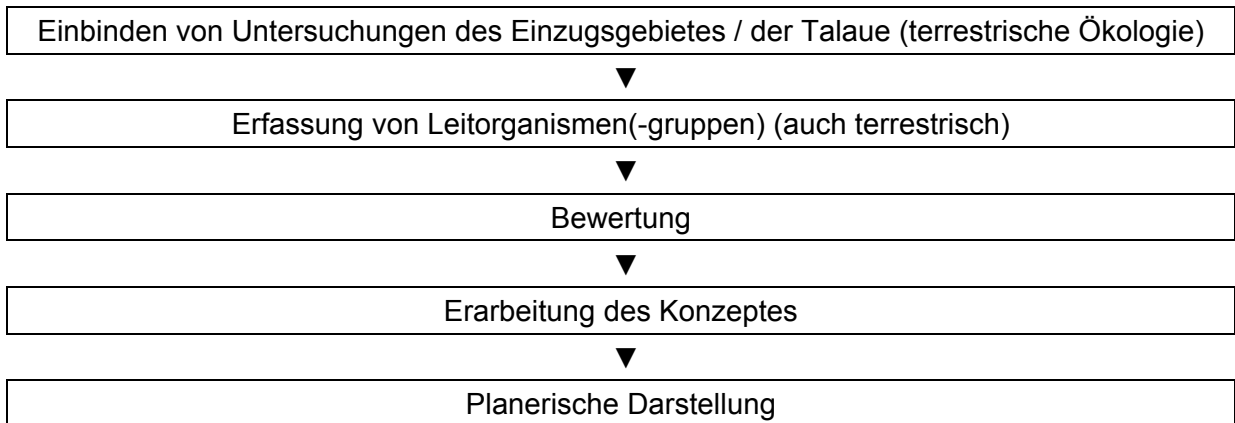 Einbinden von Untersuchungen des Einzugsgebietes / der Talaue (terrestrische Ökologie)
Erfassung von Leitorganismen(-gruppen) (auch terrestrisch)
Bewertung
Erarbeitung des Konzeptes
Planerische Darstellung